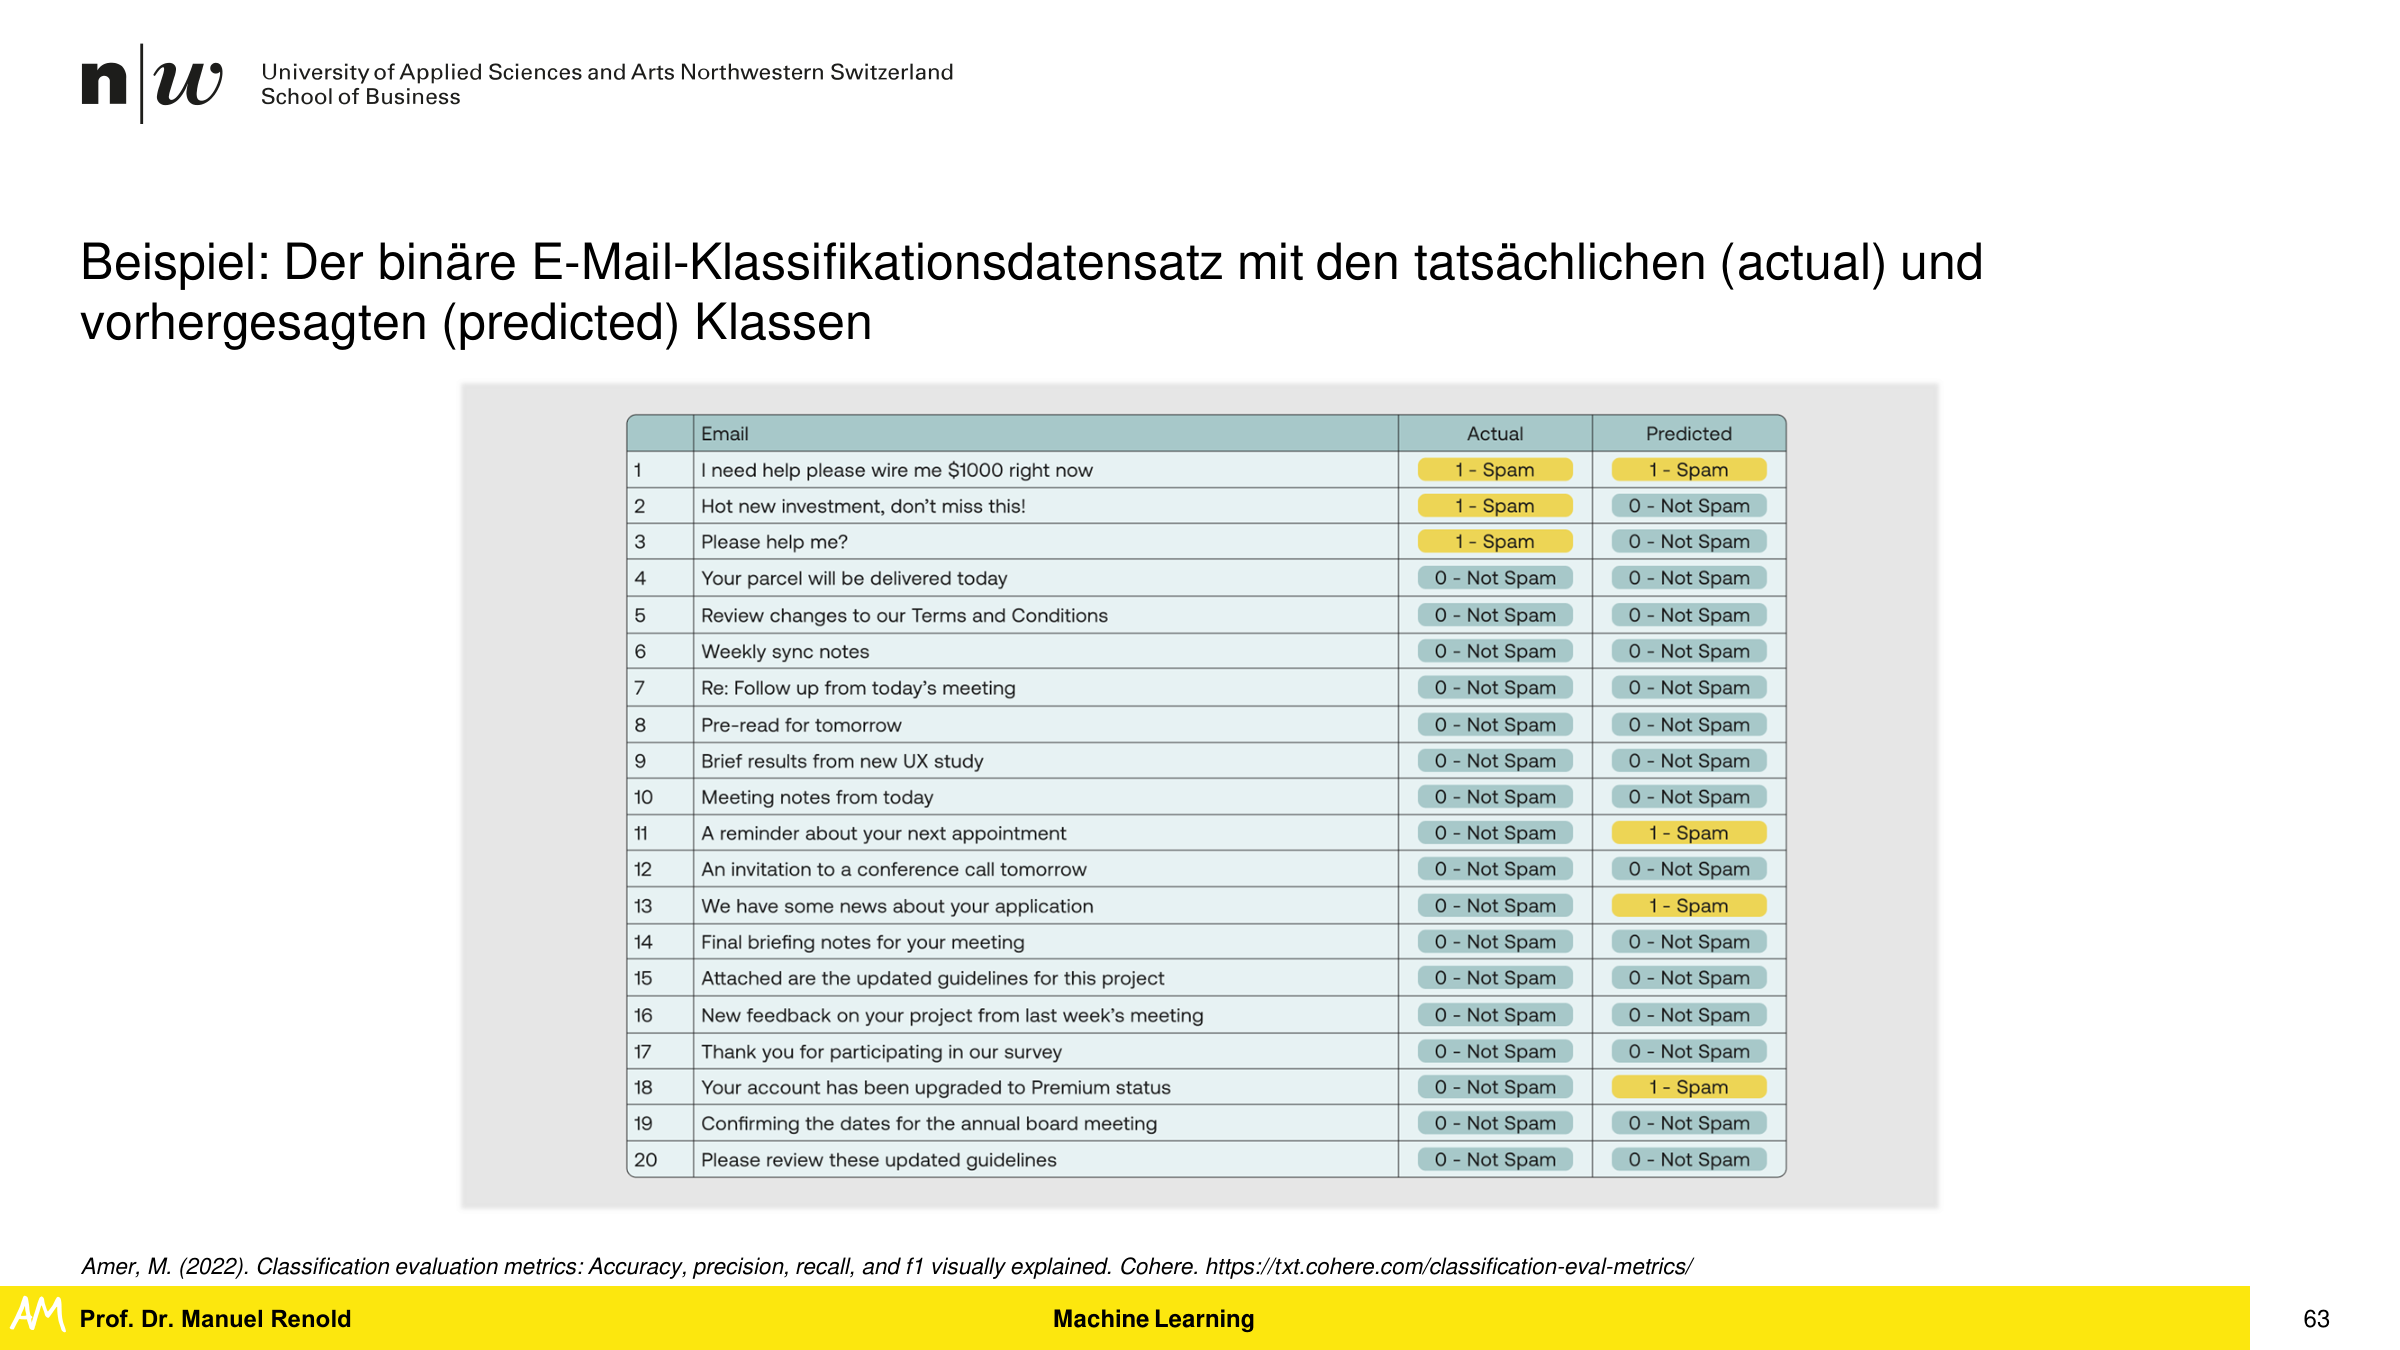 n|w University of Applied Sciences and Arts Northwestern Switzerland
School of Business
Beispiel: Der binäre E-Mail-Klassifikationsdatensatz mit den tatsächlichen (actual) und
vorhergesagten (predicted) Klassen
Email Actual Predicted
1 I need help please wire me $1000 right now 1 - Spam 1 - Spam
2 Hot new investment, don’t miss this! 1 - Spam 0 - Not Spam
3 Please help me? 1 - Spam 0 - Not Spam
4 Your parcel will be delivered today 0 - Not Spam 0 - Not Spam
5 Review changes to our Terms and Conditions 0 - Not Spam 0 - Not Spam
6 Weekly sync notes 0 - Not Spam 0 - Not Spam
7 Re: Follow up from today’s meeting 0 - Not Spam 0 - Not Spam
8 Pre-read for tomorrow 0 - Not Spam 0 - Not Spam
9 Brief results from new UX study 0 - Not Spam 0 - Not Spam
10 Meeting notes from today 0 - Not Spam 0 - Not Spam
11 A reminder about your next appointment 0 - Not Spam 1 - Spam
12 An invitation to a conference call tomorrow 0 - Not Spam 0 - Not Spam
13 We have some news about your application 0 - Not Spam 1 - Spam
14 Final briefing notes for your meeting 0 - Not Spam 0 - Not Spam
15 Attached are the updated guidelines for this project 0 - Not Spam 0 - Not Spam
16 New feedback on your project from last week’s meeting 0 - Not Spam 0 - Not Spam
17 Thank you for participating in our survey 0 - Not Spam 0 - Not Spam
18 Your account has been upgraded to Premium status 0 - Not Spam 1 - Spam
19 Confirming the dates for the annual board meeting 0 - Not Spam 0 - Not Spam
20 Please review these updated guidelines 0 - Not Spam 0 - Not Spam
Amer, M. (2022). Classification evaluation metrics: Accuracy, precision, recall, and f1 visually explained. Cohere. https://txt.cohere.com/classification-eval-metrics/
AM Prof. Dr. Manuel Renold Machine Learning 63